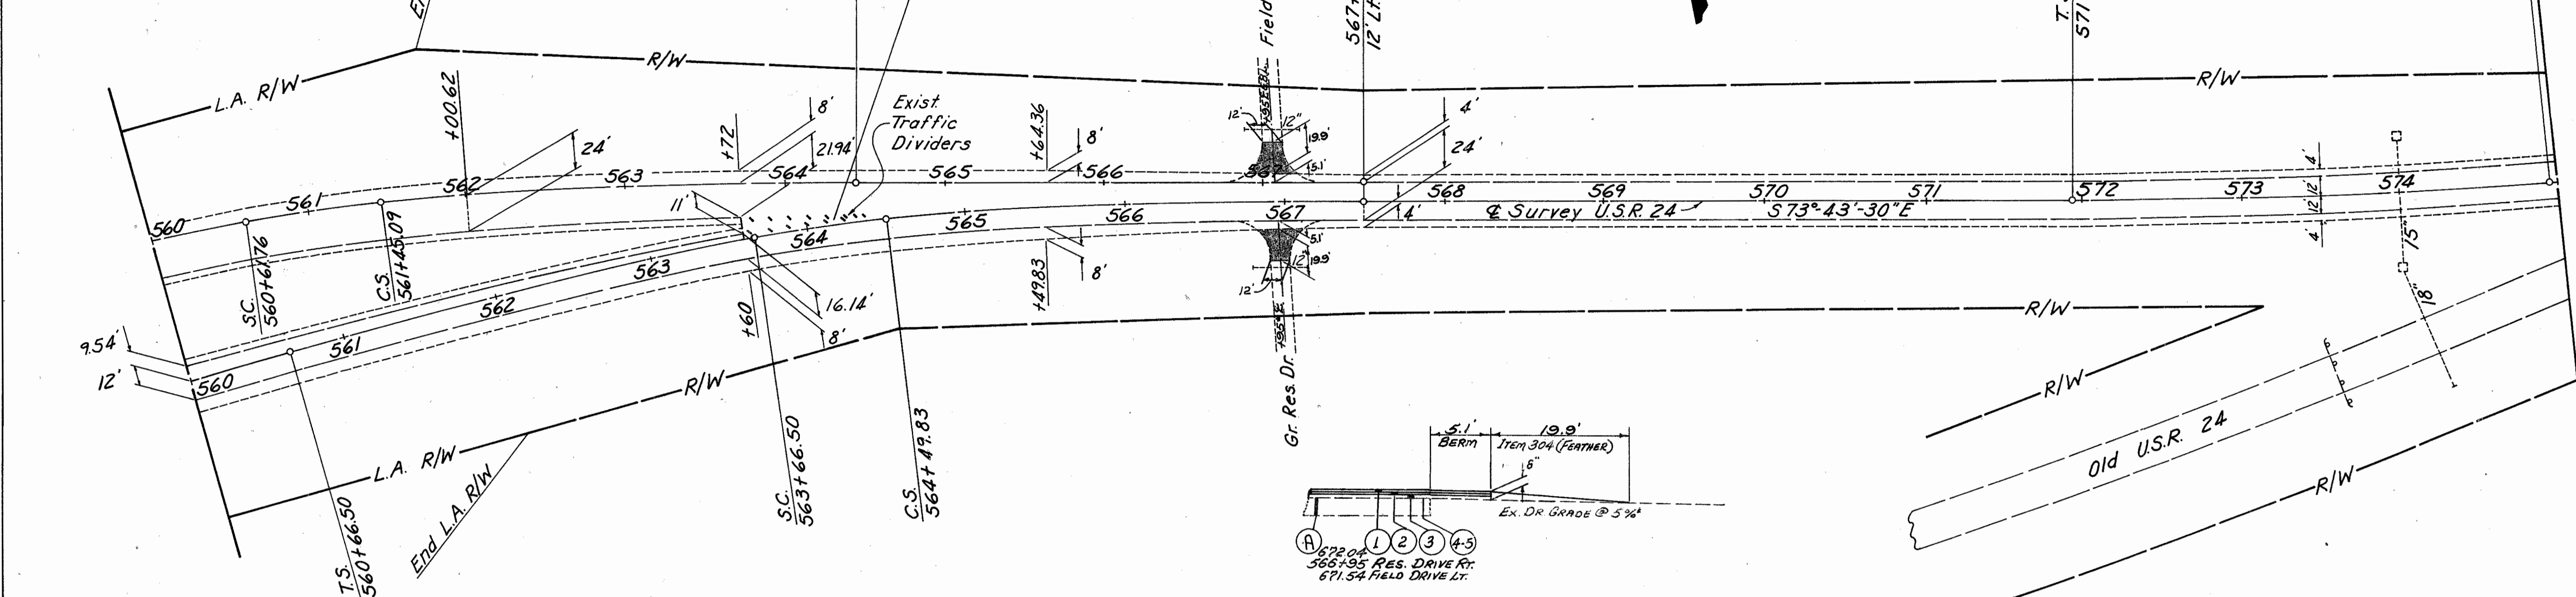 Field
567+
12' Lt.
T.
571
L.A. R/W
R/W
R/W
+00.62
24'
+72
8'
21.94'
Exist.
Traffic
Dividers
+64.36
8'
12'
12"
19.9'
5.1'
4'
24'
560
561
562
563
564
565
566
567
568
569
570
571
572
573
574
4'
12'
12'
4'
15"
18"
S.C.
560+61.76
C.S.
561+45.09
11'
564
565
566
567
4'
₵ Survey U.S.R. 24
S 73°-43'-30"E
9.54'
12'
560
561
562
563
+60
16.14'
8'
+49.83
8'
5.1'
12"
19.9'
12'
Gr. Res. Dr.
R/W
R/W
R/W
R/W
Old U.S.R. 24
L.A. R/W
End L.A. R/W
T.S.
560+66.50
S.C.
563+66.50
C.S.
564+49.83
5.1'
BERM
19.9'
ITEM 304 (FEATHER)
6"
EX. DR GRADE @ 5%±
A
1
2
3
4-5
672.04
566+95 RES. DRIVE RT.
671.54 FIELD DRIVE LT.